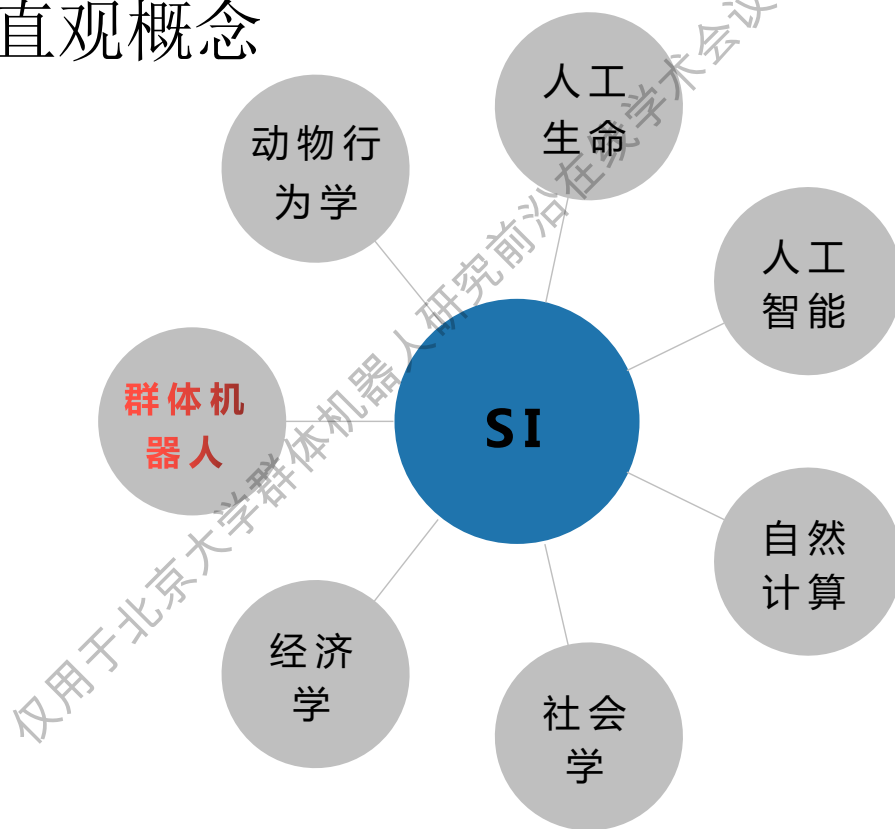 直观概念
人工
生命
动物行
为学
人工
智能
群体机
器人
SI
自然
计算
经济
学
社会
学
仅用于北京大学群体机器人研究前沿在线学术会议